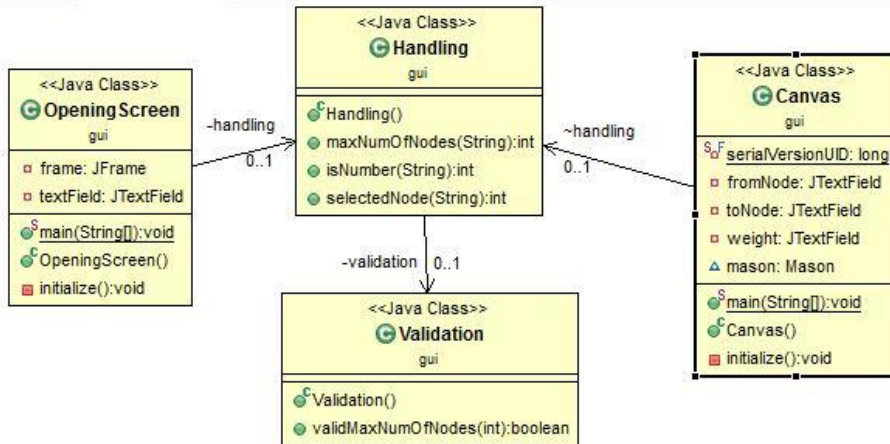 <<Java Class>>
Handling
gui
Handling()
maxNumOfNodes(String):int
isNumber(String):int
selectedNode(String):int
<<Java Class>>
OpeningScreen
gui
frame: JFrame
textField: JTextField
main(String[]):void
OpeningScreen()
initialize():void
-handling
0..1
~handling
0..1
<<Java Class>>
Canvas
gui
serialVersionUID: long
fromNode: JTextField
toNode: JTextField
weight: JTextField
mason: Mason
main(String[]):void
Canvas()
initialize():void
-validation
0..1
<<Java Class>>
Validation
gui
Validation()
validMaxNumOfNodes(int):boolean